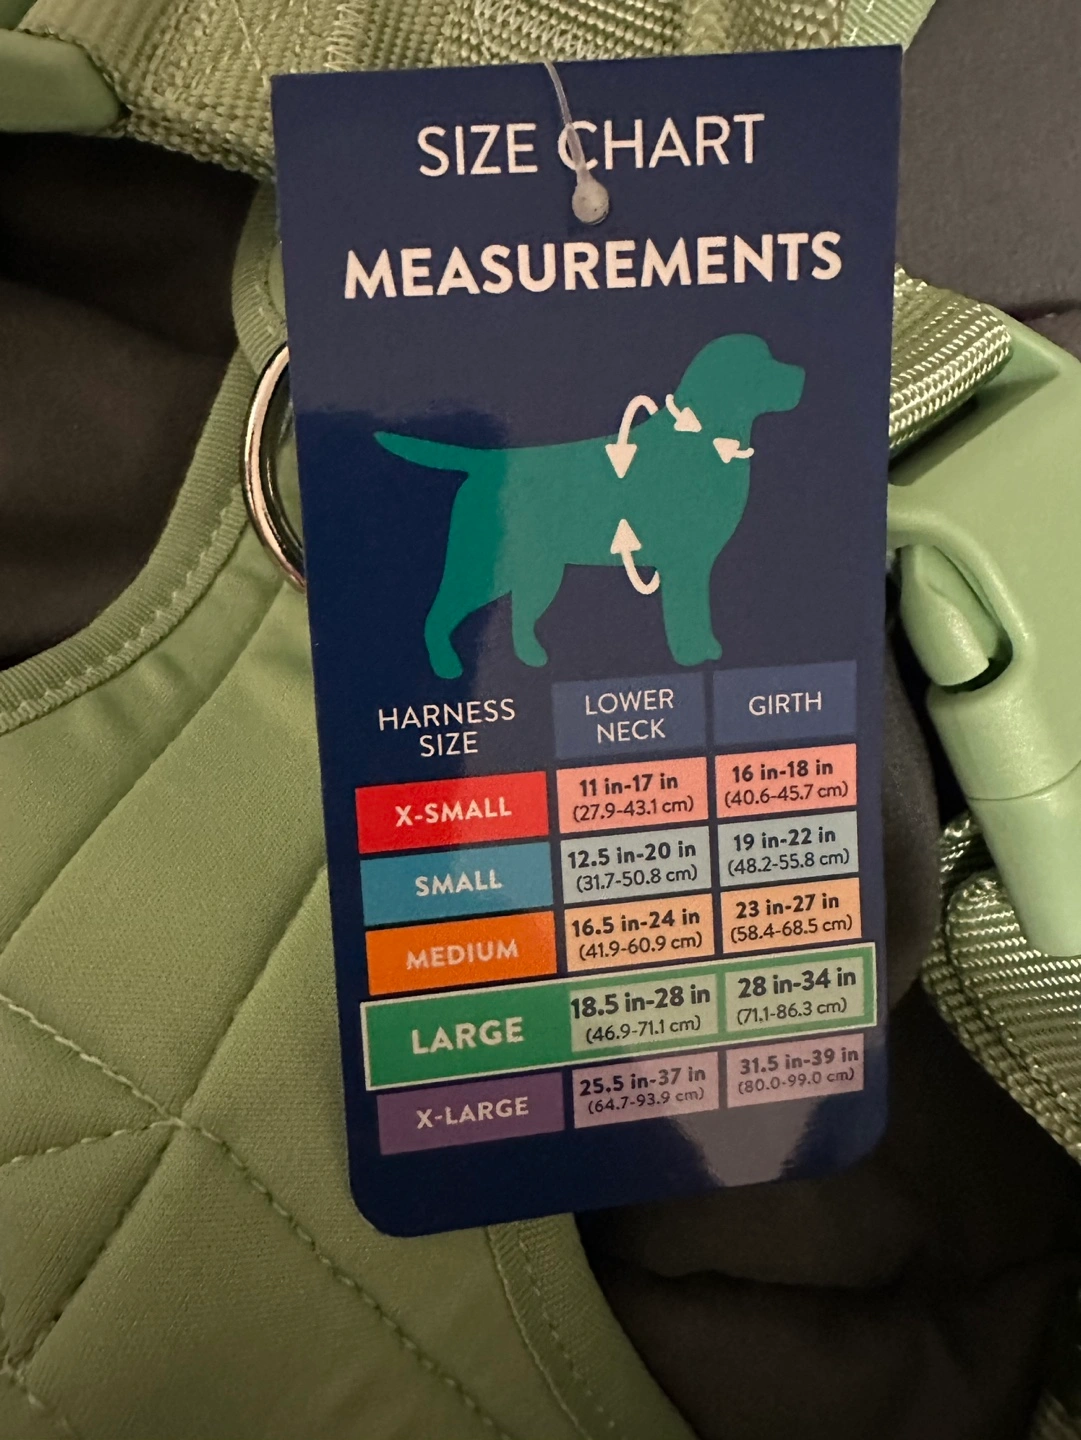 SIZE CHART
MEASUREMENTS
HARNESS
SIZE
LOWER
NECK
GIRTH
X-SMALL
11 in-17 in
(27.9-43.1 cm)
16 in-18 in
(40.6-45.7 cm)
SMALL
12.5 in-20 in
(31.7-50.8 cm)
19 in-22 in
(48.2-55.8 cm)
MEDIUM
16.5 in-24 in
(41.9-60.9 cm)
23 in-27 in
(58.4-68.5 cm)
LARGE
18.5 in-28 in
(46.9-71.1 cm)
28 in-34 in
(71.1-86.3 cm)
X-LARGE
25.5 in-37 in
(64.7-93.9 cm)
31.5 in-39 in
(80.0-99.0 cm)